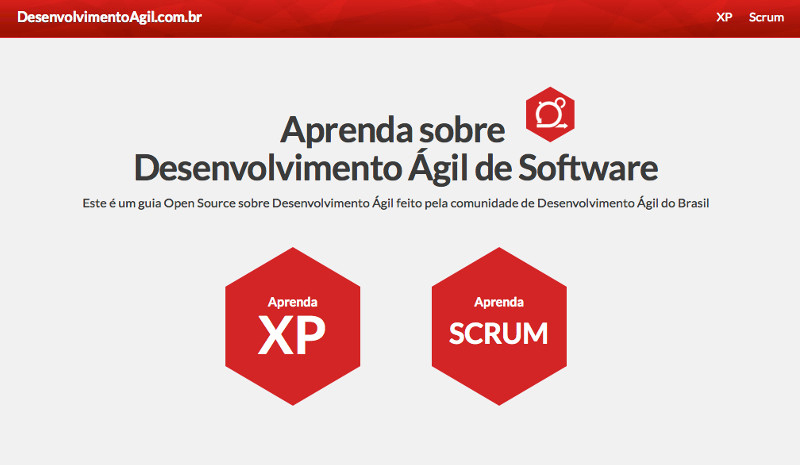 DesenvolvimentoAgil.com.br
XP
Scrum
Aprenda sobre
Desenvolvimento Ágil de Software
Este é um guia Open Source sobre Desenvolvimento Ágil feito pela comunidade de Desenvolvimento Ágil do Brasil
Aprenda
XP
Aprenda
SCRUM